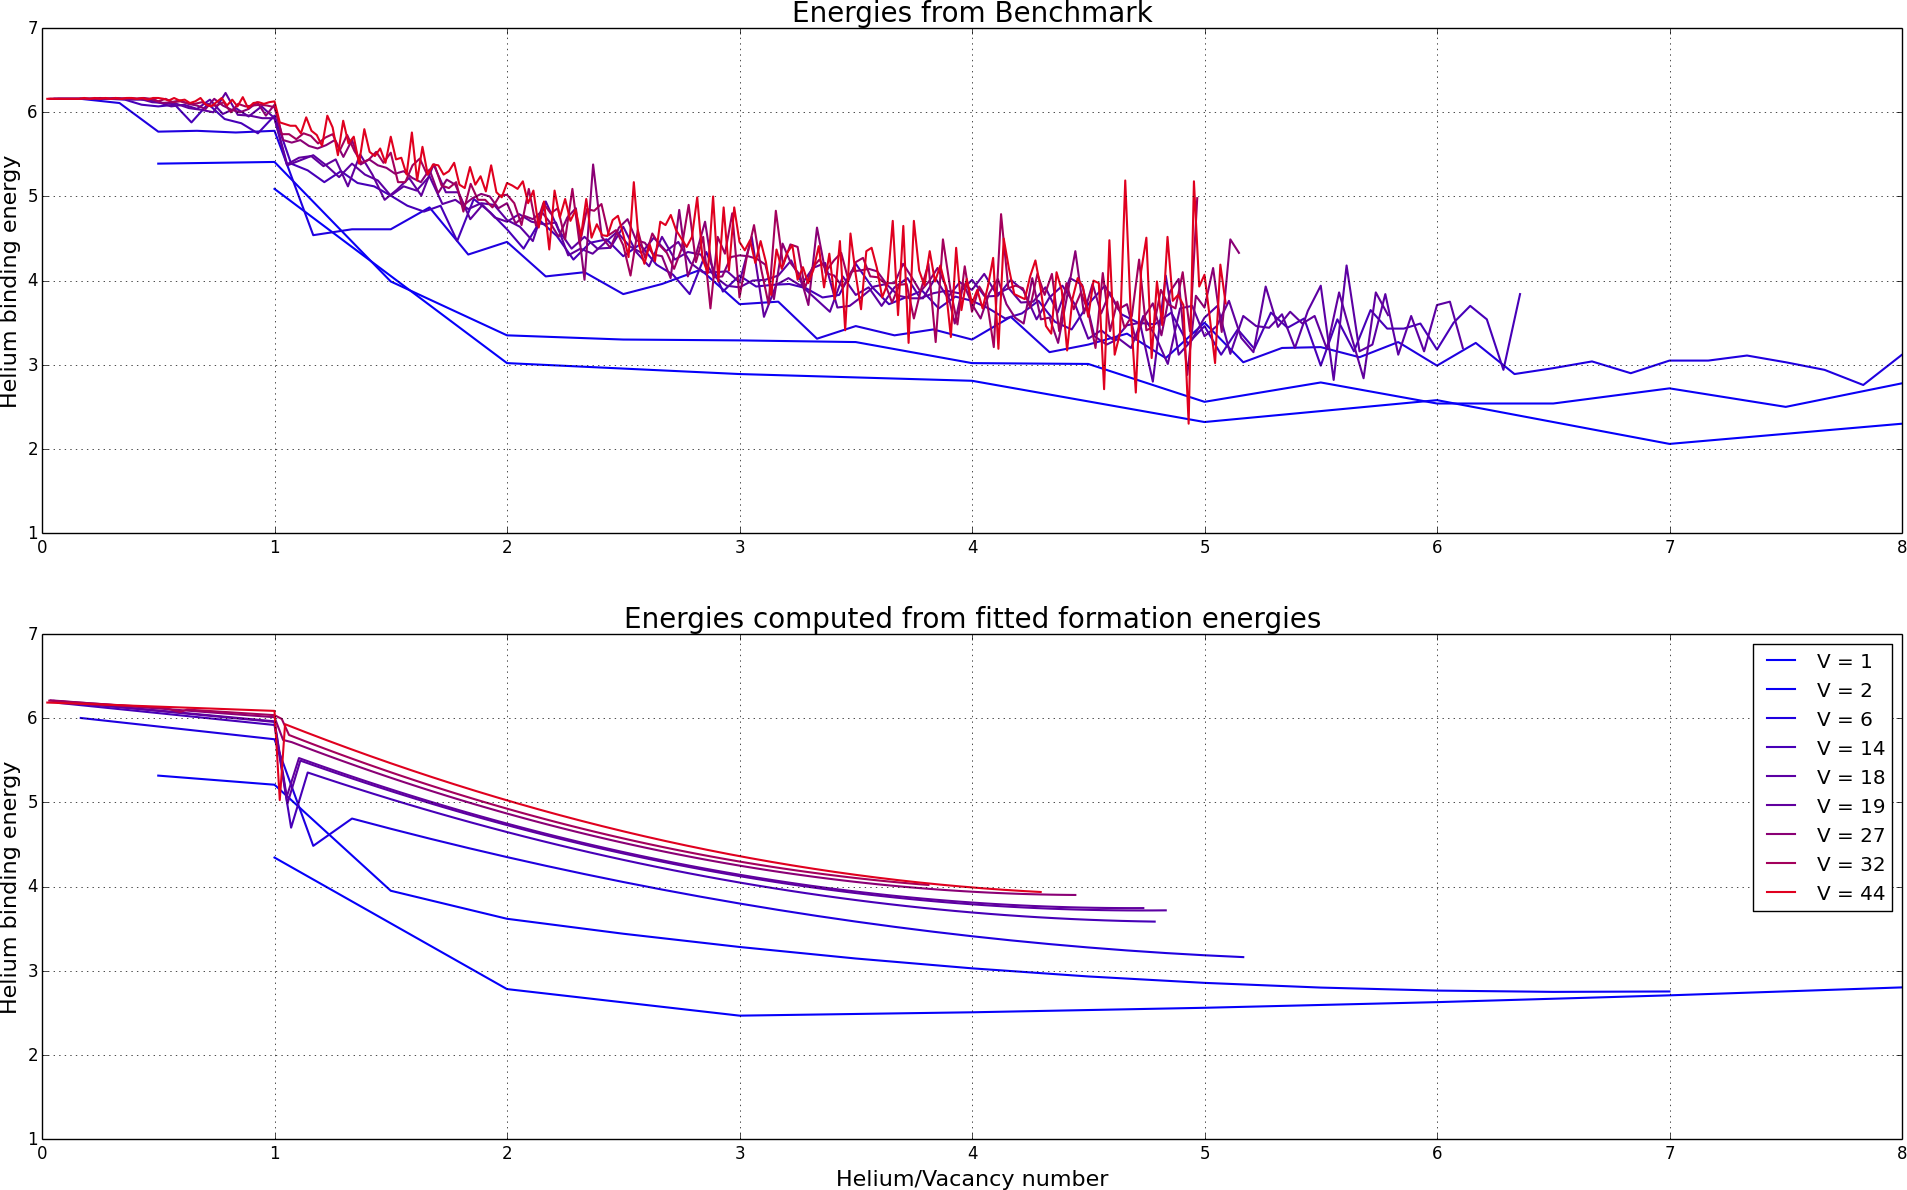 Energies from Benchmark
Helium binding energy
7
6
5
4
3
2
1
0 1 2 3 4 5 6 7 8
Energies computed from fitted formation energies
Helium binding energy
7
6
5
4
3
2
1
0 1 2 3 4 5 6 7 8
Helium/Vacancy number
V = 1
V = 2
V = 6
V = 14
V = 18
V = 19
V = 27
V = 32
V = 44